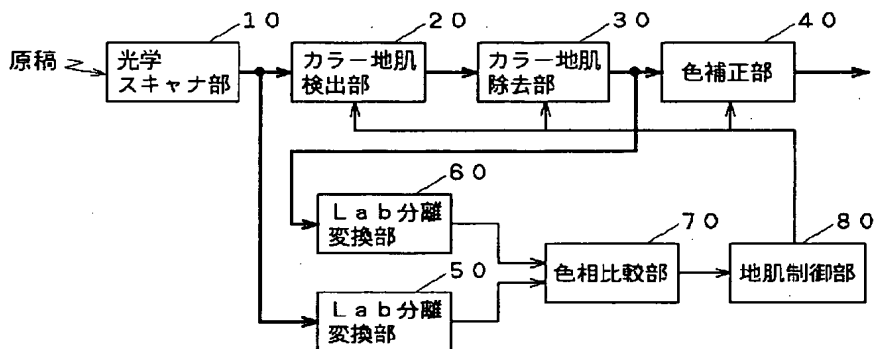 10
20
30
40
原稿
光学
スキャナ部
カラー地肌
検出部
カラー地肌
除去部
色補正部
60
Lab分離
変換部
70
80
色相比較部
地肌制御部
50
Lab分離
変換部